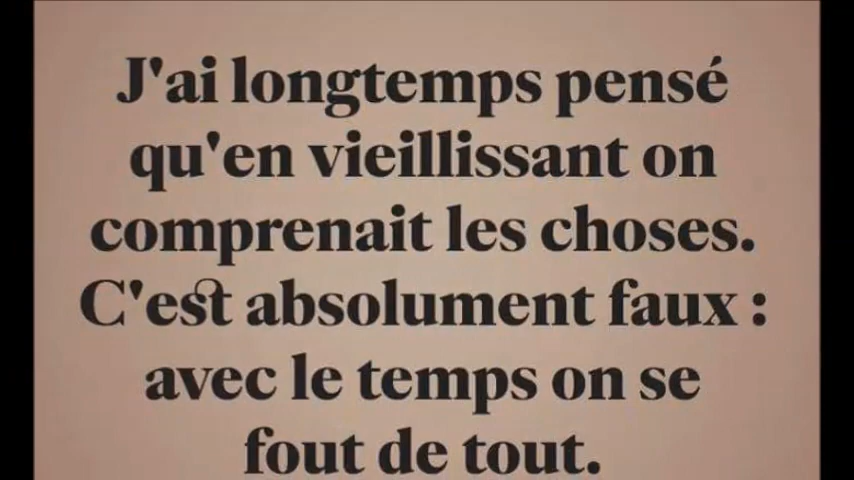 J'ai longtemps pensé
qu'en vieillissant on
comprenait les choses.
C'est absolument faux :
avec le temps on se
fout de tout.